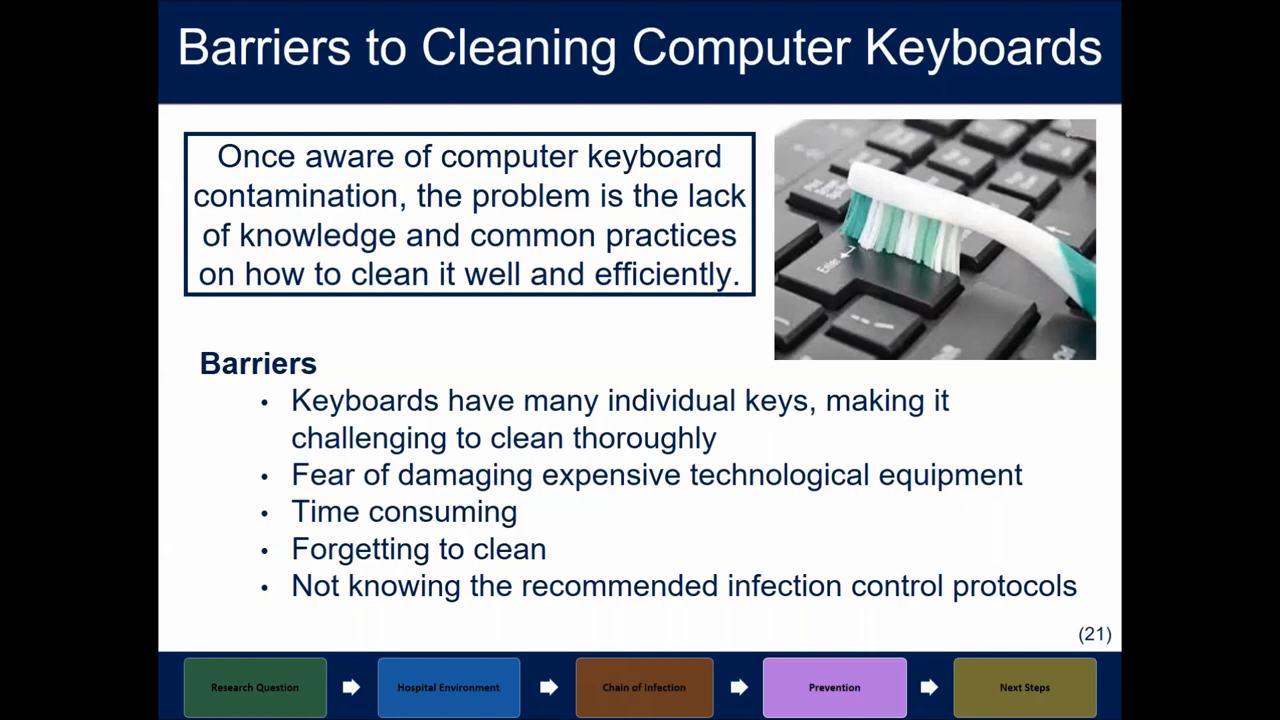 Barriers to Cleaning Computer Keyboards
Once aware of computer keyboard
contamination, the problem is the lack
of knowledge and common practices
on how to clean it well and efficiently.
Enter
Barriers
• Keyboards have many individual keys, making it
challenging to clean thoroughly
• Fear of damaging expensive technological equipment
• Time consuming
• Forgetting to clean
• Not knowing the recommended infection control protocols
(21)
Research Question
Hospital Environment
Chain of Infection
Prevention
Next Steps